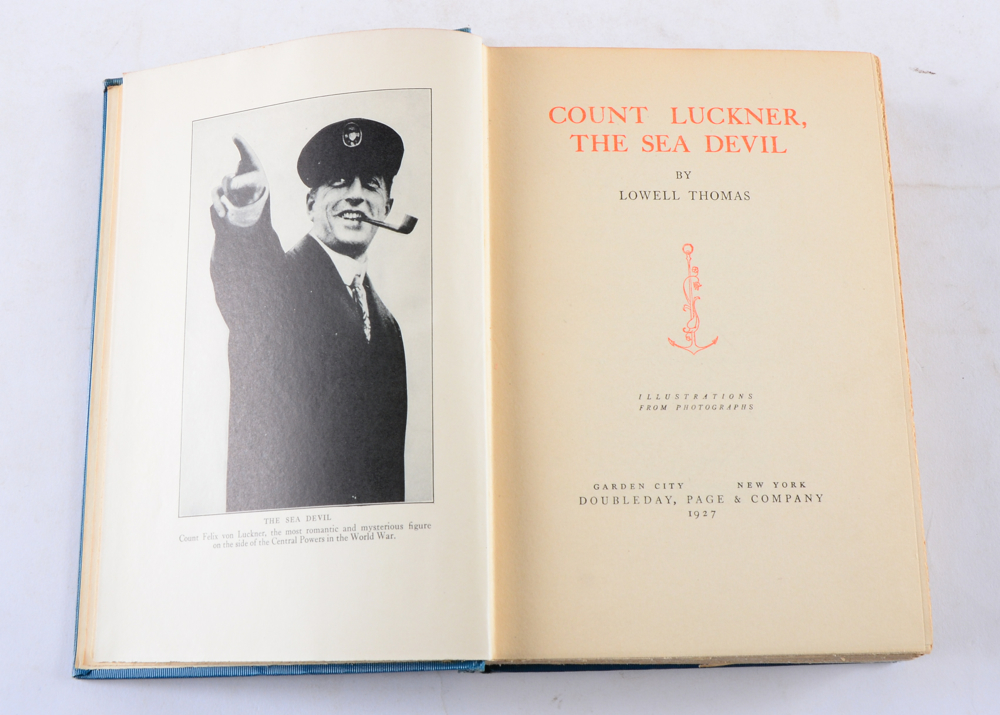 THE SEA DEVIL
Count Felix von Luckner, the most romantic and mysterious figure
on the side of the Central Powers in the World War.
COUNT LUCKNER,
THE SEA DEVIL
BY
LOWELL THOMAS
ILLUSTRATIONS
FROM PHOTOGRAPHS
GARDEN CITY NEW YORK
DOUBLEDAY, PAGE & COMPANY
1927